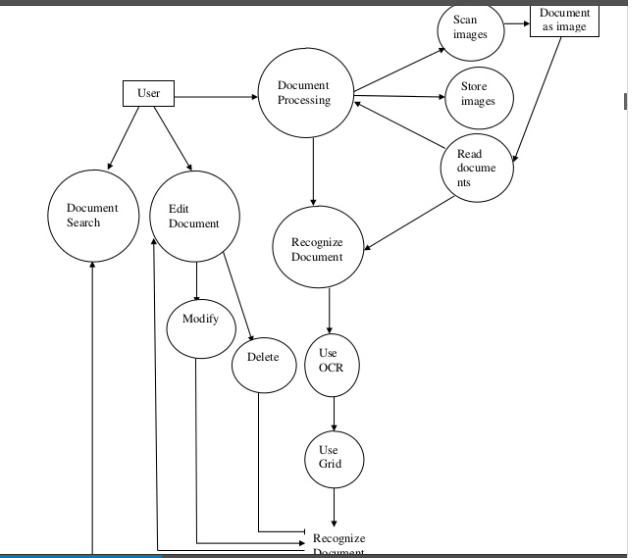 Scan
images
Document
as image
Document
Processing
Store
images
User
Read
docume
nts
Document
Search
Edit
Document
Recognize
Document
Modify
Delete
Use
OCR
Use
Grid
Recognize
Document